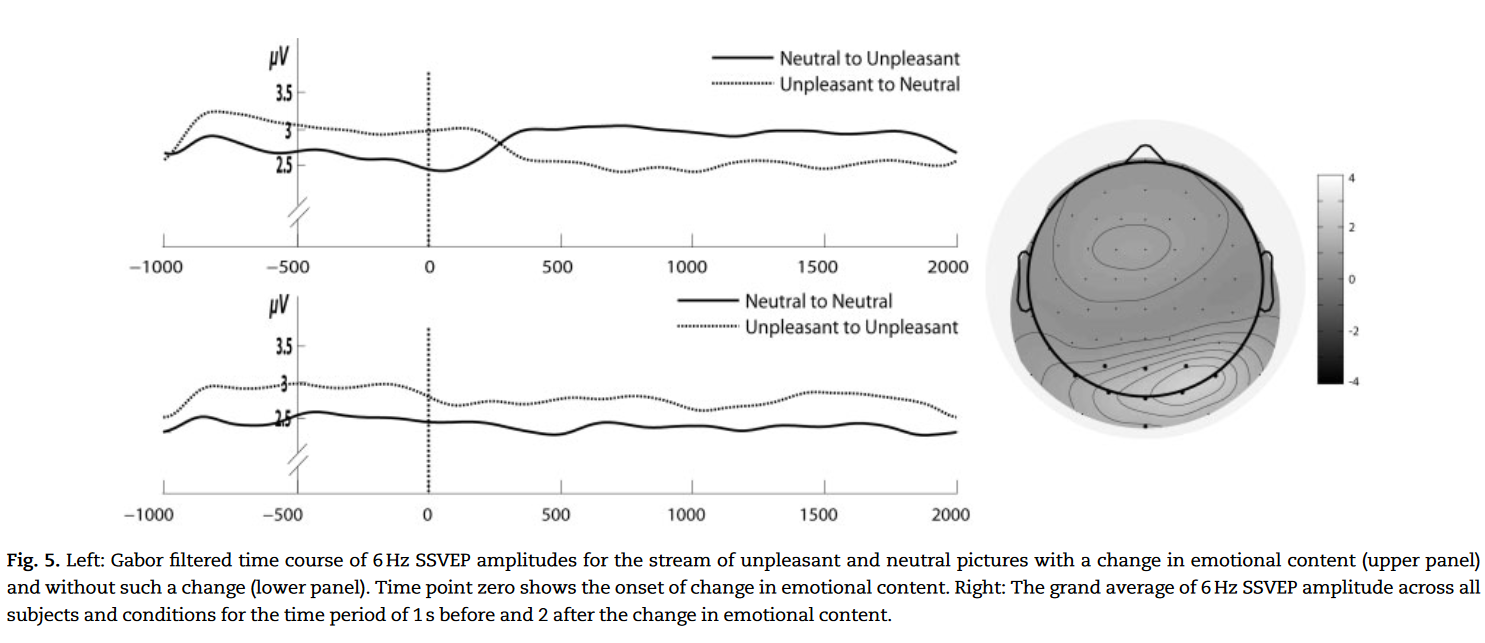 μV
Neutral to Unpleasant
Unpleasant to Neutral
3.5
3
2.5
-1000 -500 0 500 1000 1500 2000
μV
Neutral to Neutral
Unpleasant to Unpleasant
3.5
3
2.5
-1000 -500 0 500 1000 1500 2000
4
2
0
-2
-4
Fig. 5. Left: Gabor filtered time course of 6 Hz SSVEP amplitudes for the stream of unpleasant and neutral pictures with a change in emotional content (upper panel)
and without such a change (lower panel). Time point zero shows the onset of change in emotional content. Right: The grand average of 6 Hz SSVEP amplitude across all
subjects and conditions for the time period of 1 s before and 2 after the change in emotional content.